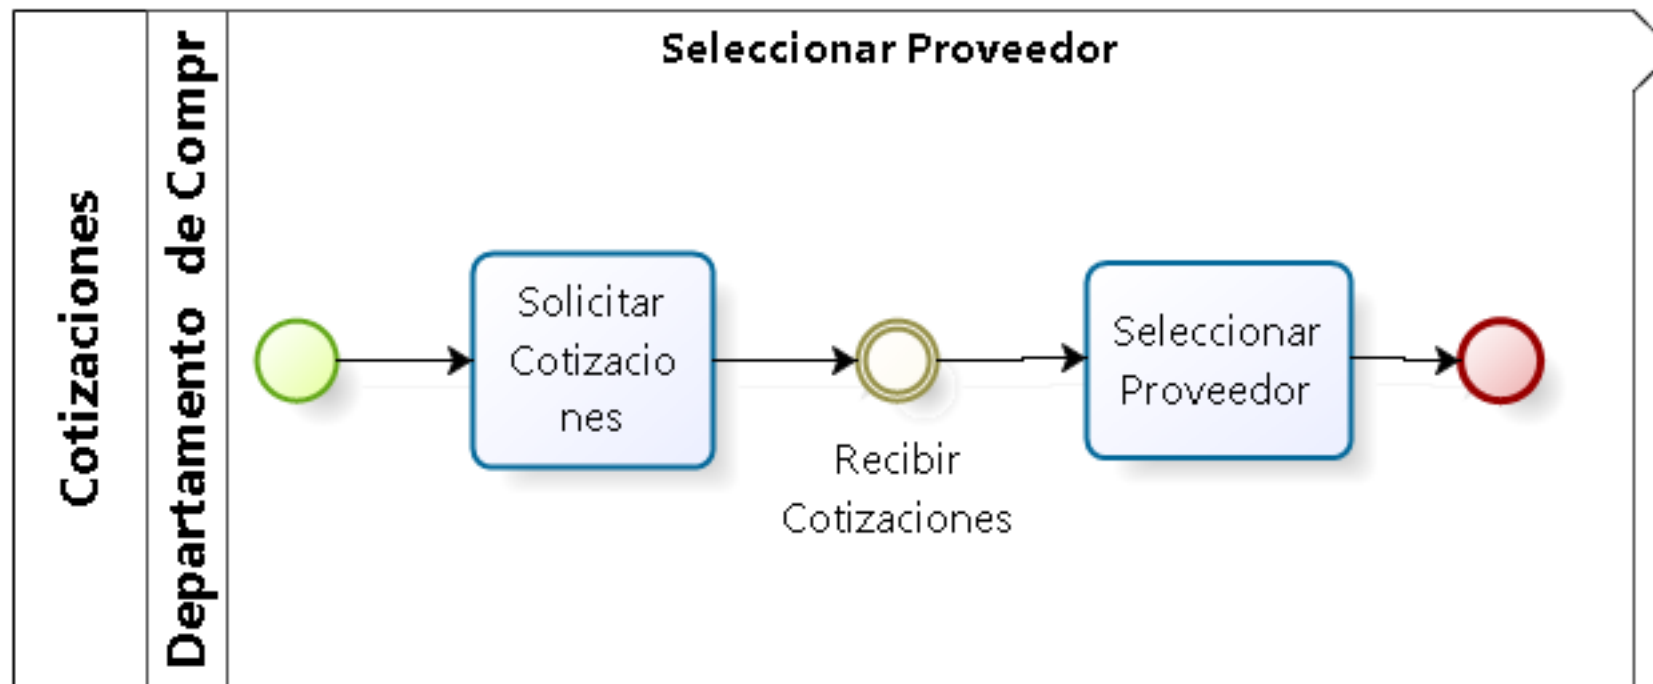 Cotizaciones
Departamento de Compr
Seleccionar Proveedor
Solicitar
Cotizacio
nes
Recibir
Cotizaciones
Seleccionar
Proveedor